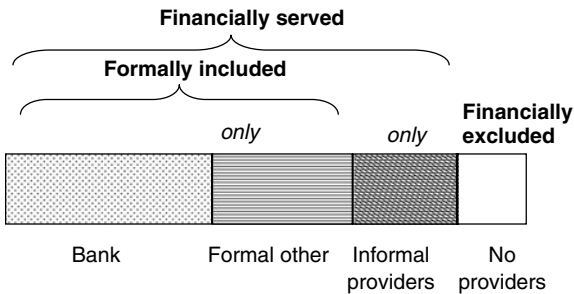 Financially served
Formally included
Financially
excluded
only
only
Bank
Formal other
Informal
providers
No
providers